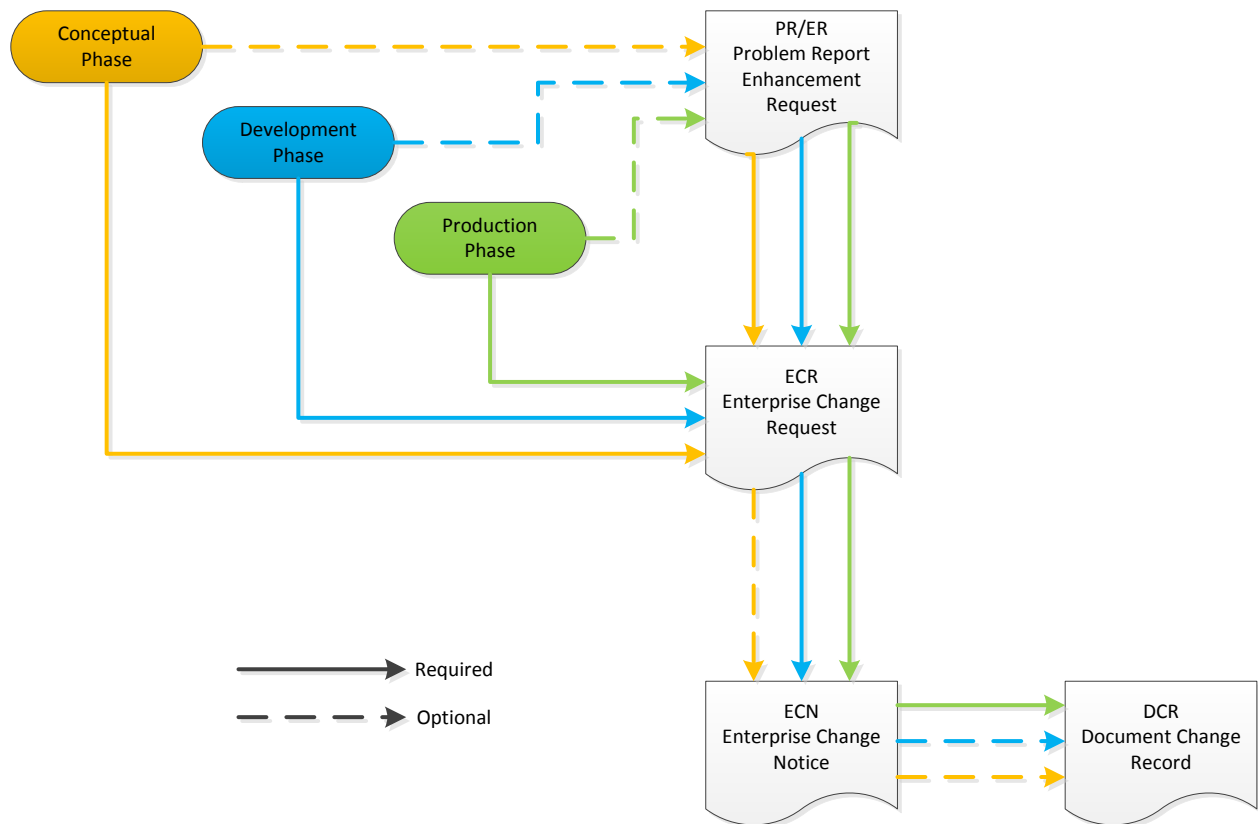 Conceptual
Phase
PR/ER
Problem Report
Enhancement
Request
Development
Phase
Production
Phase
ECR
Enterprise Change
Request
Required
Optional
ECN
Enterprise Change
Notice
DCR
Document Change
Record